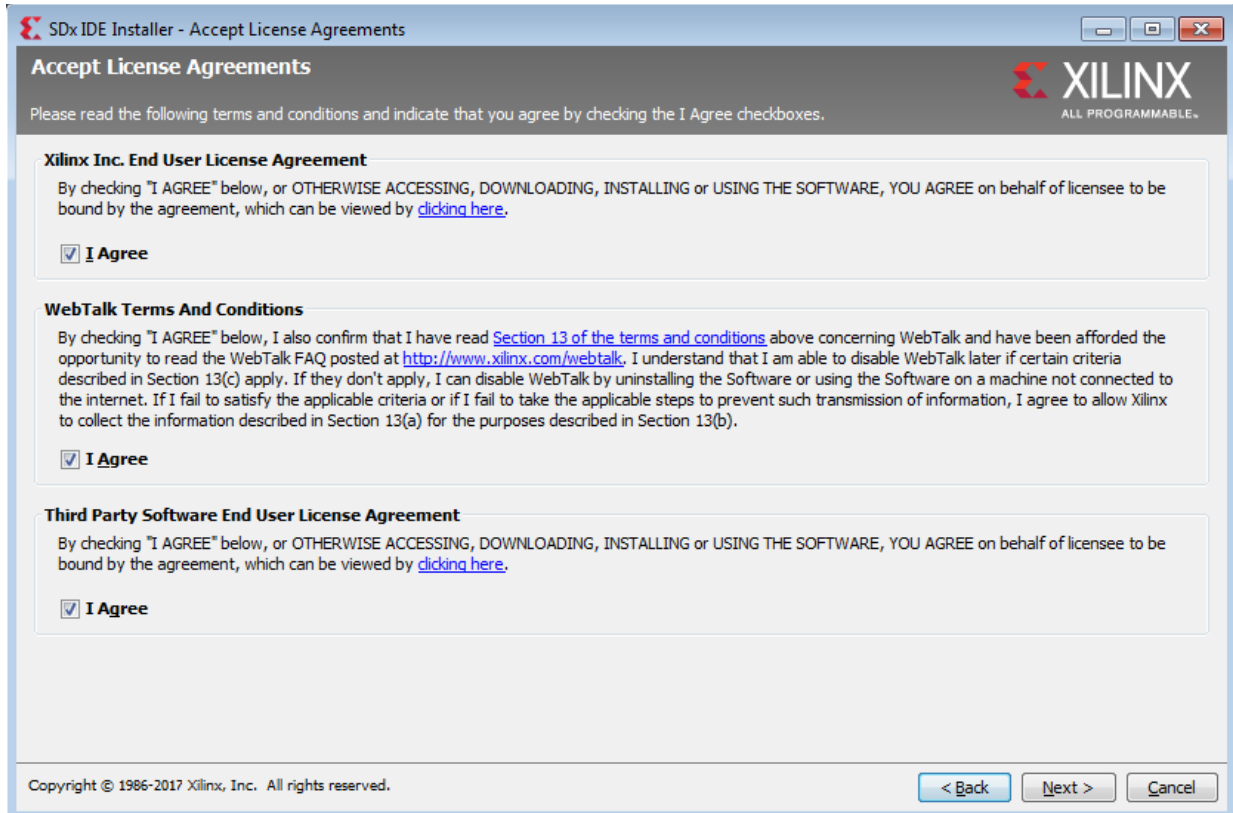 SDx IDE Installer - Accept License Agreements
Accept License Agreements
Please read the following terms and conditions and indicate that you agree by checking the I Agree checkboxes.
XILINX
ALL PROGRAMMABLE™
Xilinx Inc. End User License Agreement
By checking "I AGREE" below, or OTHERWISE ACCESSING, DOWNLOADING, INSTALLING or USING THE SOFTWARE, YOU AGREE on behalf of licensee to be
bound by the agreement, which can be viewed by clicking here.
I Agree
WebTalk Terms And Conditions
By checking "I AGREE" below, I also confirm that I have read Section 13 of the terms and conditions above concerning WebTalk and have been afforded the
opportunity to read the WebTalk FAQ posted at http://www.xilinx.com/webtalk. I understand that I am able to disable WebTalk later if certain criteria
described in Section 13(c) apply. If they don't apply, I can disable WebTalk by uninstalling the Software or using the Software on a machine not connected to
the internet. If I fail to satisfy the applicable criteria or if I fail to take the applicable steps to prevent such transmission of information, I agree to allow Xilinx
to collect the information described in Section 13(a) for the purposes described in Section 13(b).
I Agree
Third Party Software End User License Agreement
By checking "I AGREE" below, or OTHERWISE ACCESSING, DOWNLOADING, INSTALLING or USING THE SOFTWARE, YOU AGREE on behalf of licensee to be
bound by the agreement, which can be viewed by clicking here.
I Agree
Copyright © 1986-2017 Xilinx, Inc. All rights reserved.
< Back
Next >
Cancel